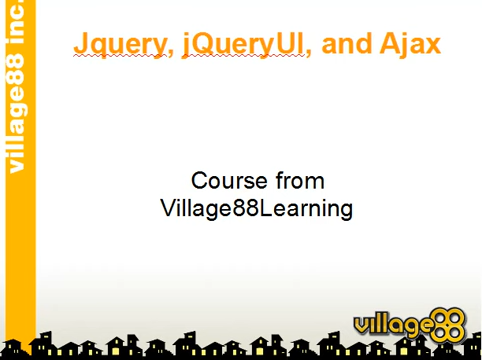 village88 inc.
Jquery, jQueryUI, and Ajax
Course from
Village88Learning
village88